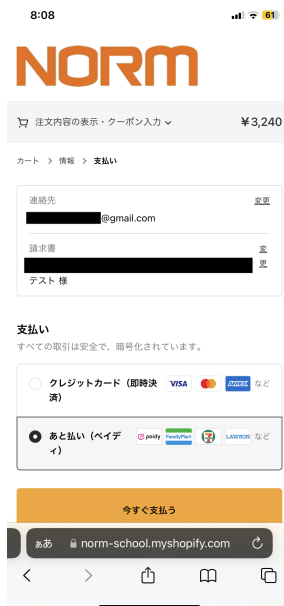 8:08
61
NORM
注文内容の表示・クーポン入力
¥3,240
カート > 情報 > 支払い
連絡先
変更
@gmail.com
請求書
変
更
テスト 様
支払い
すべての取引は安全で、暗号化されています。
クレジットカード（即時決
済）
VISA
AMEX
など
あと払い（ペイデ
ィ）
paidy
FamilyMart
7
LAWSON
など
今すぐ支払う
ぁあ
norm-school.myshopify.com